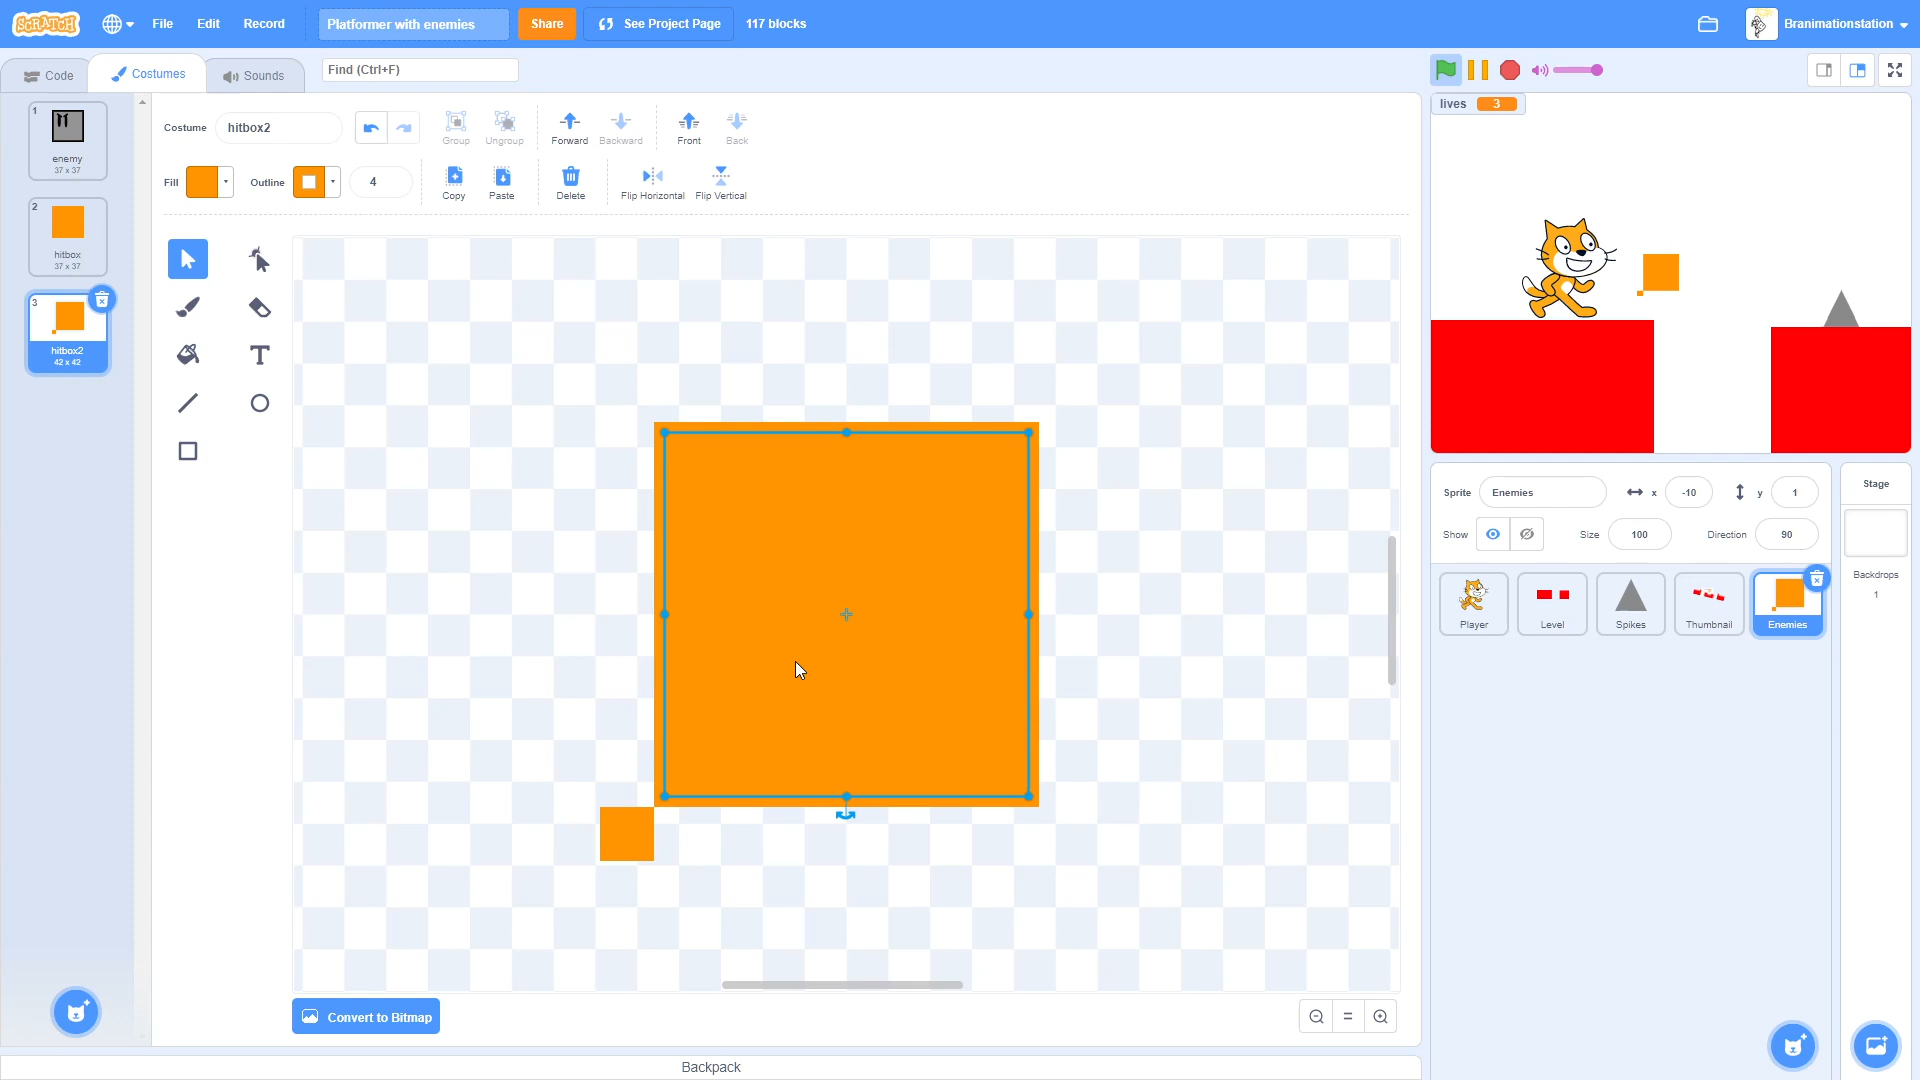 SCRATCH File Edit Record Platformer with enemies Share See Project Page 117 blocks Branimationstation
Code Costumes Sounds Find (Ctrl+F)
lives 3
1
enemy
37 x 37
2
hitbox
37 x 37
3
hitbox2
42 x 42
Costume hitbox2 Group Ungroup Forward Backward Front Back
Fill Outline 4 Copy Paste Delete Flip Horizontal Flip Vertical
T
Convert to Bitmap
=
Backpack
Sprite Enemies x -10 y 1
Show Size 100 Direction 90
Player Level Spikes Thumbnail Enemies
Stage
Backdrops
1